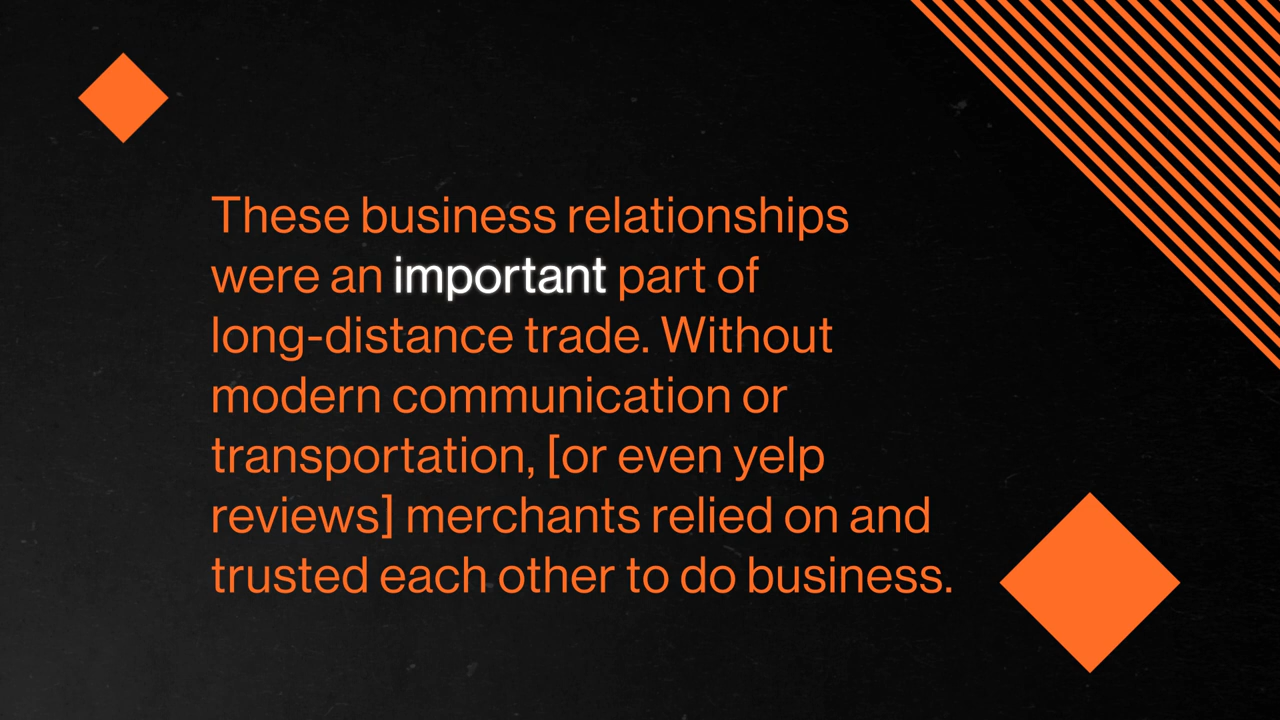 These business relationships
were an important part of
long-distance trade. Without
modern communication or
transportation, [or even yelp
reviews] merchants relied on and
trusted each other to do business.